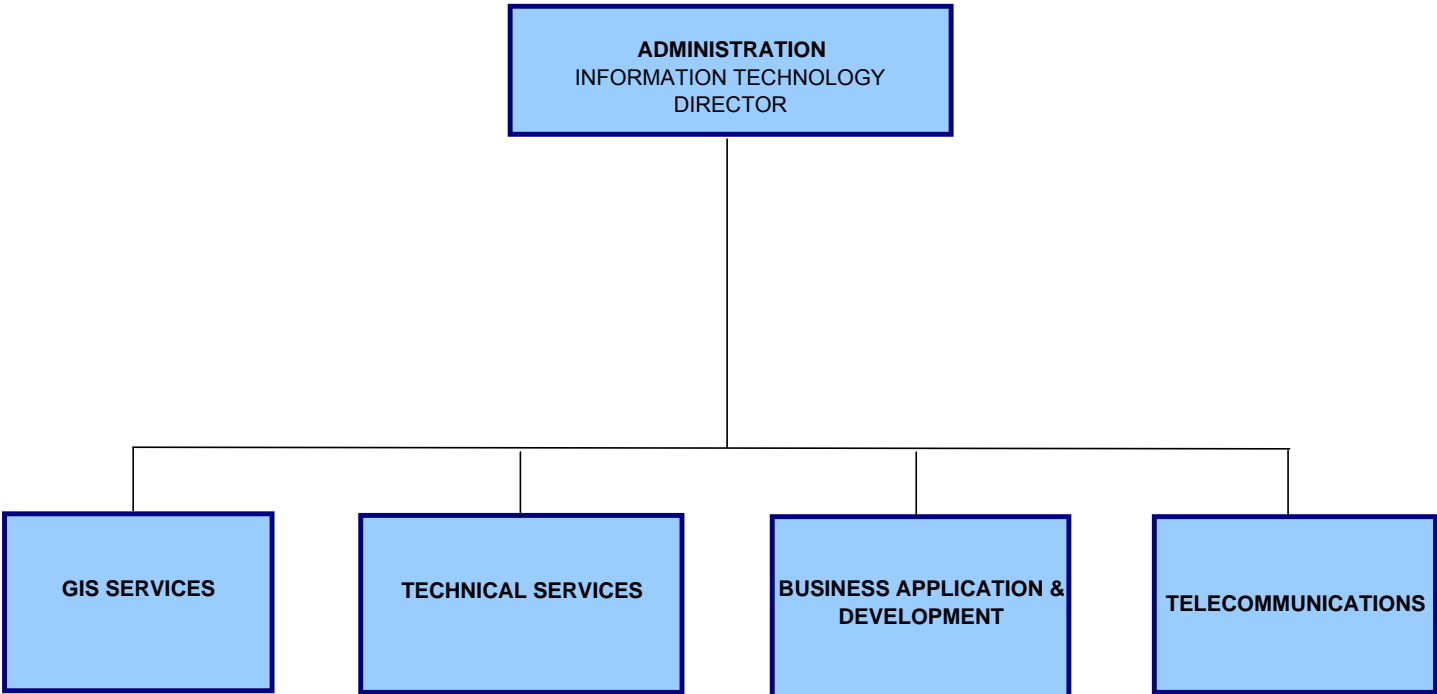 ADMINISTRATION
INFORMATION TECHNOLOGY
DIRECTOR
GIS SERVICES
TECHNICAL SERVICES
BUSINESS APPLICATION &
DEVELOPMENT
TELECOMMUNICATIONS